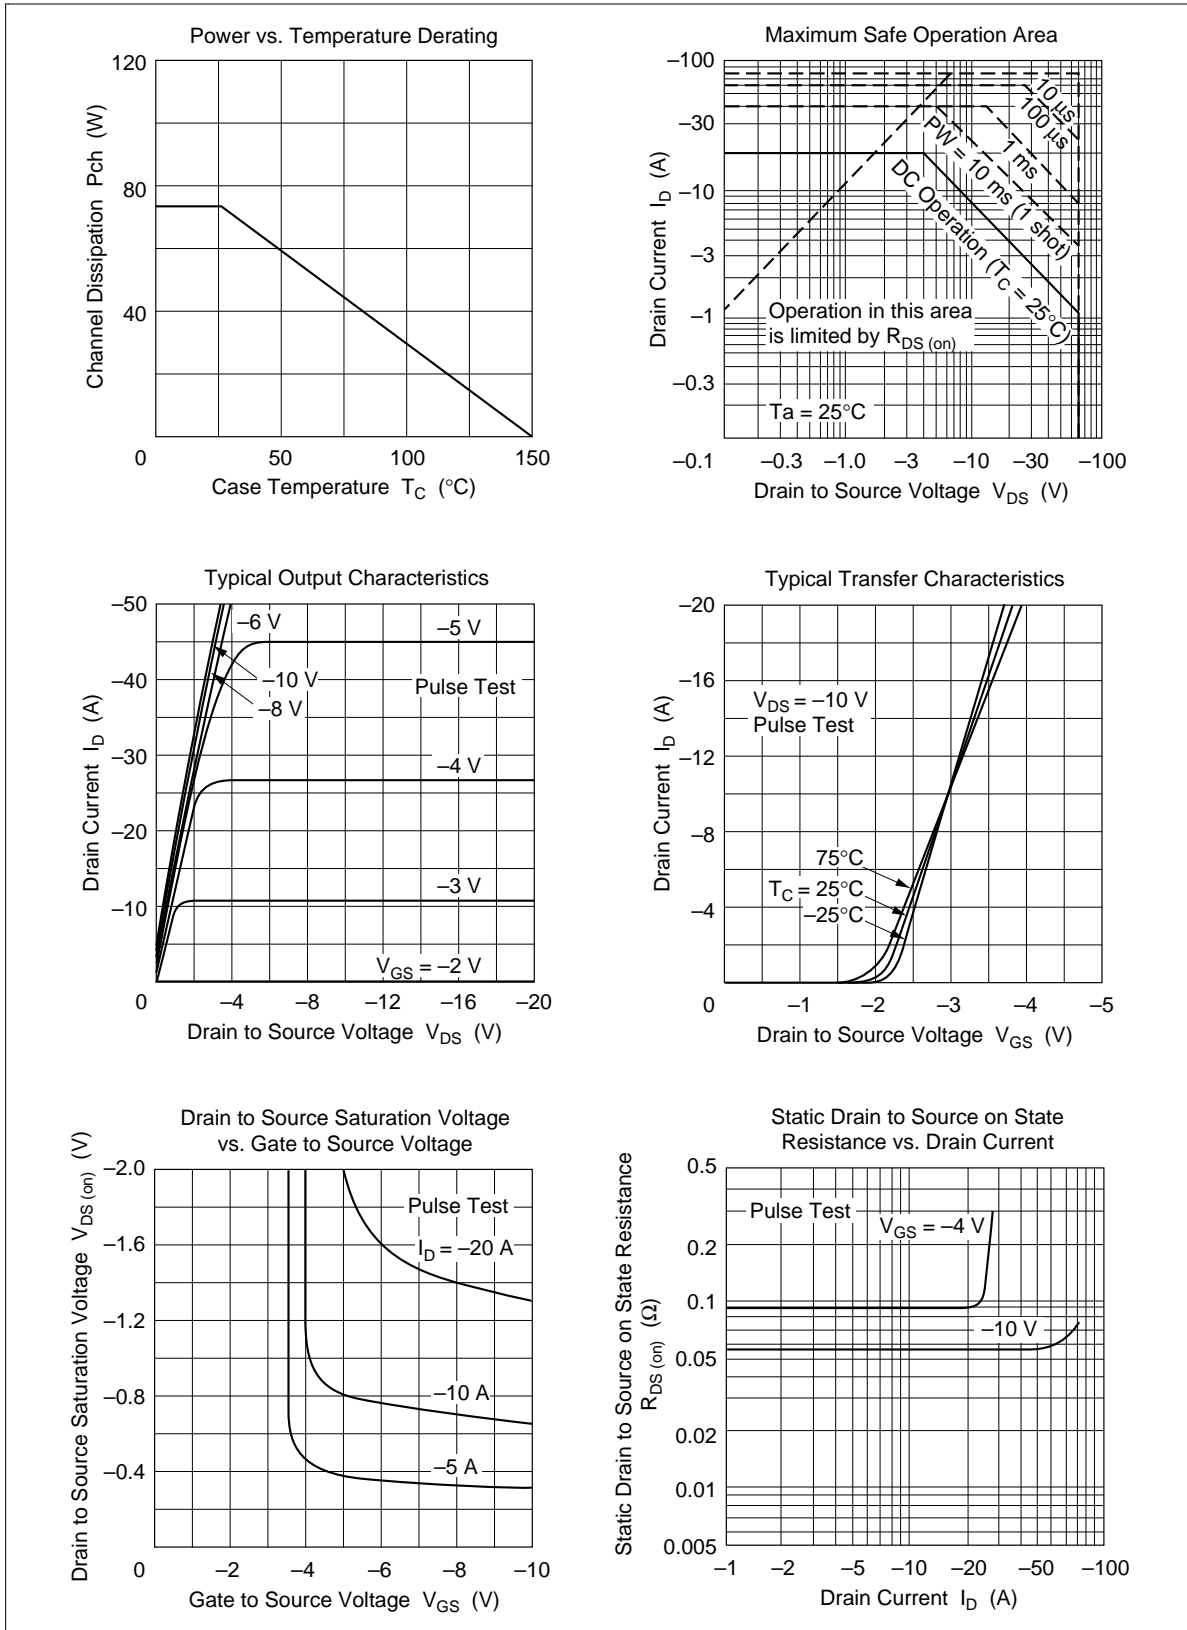 Power vs. Temperature Derating
120
80
40
0
50
100
150
Channel Dissipation Pch (W)
Case Temperature T_C (°C)
Maximum Safe Operation Area
–100
–30
–10
–3
–1
–0.3
–0.1
–0.3
–1.0
–3
–10
–30
–100
Drain Current I_D (A)
Drain to Source Voltage V_DS (V)
10 µs
100 µs
1 ms
PW = 10 ms (1 shot)
DC Operation (T_C = 25°C)
Operation in this area
is limited by R_DS (on)
Ta = 25°C
Typical Output Characteristics
–50
–40
–30
–20
–10
0
–4
–8
–12
–16
–20
Drain Current I_D (A)
Drain to Source Voltage V_DS (V)
–6 V
–5 V
–10 V
–8 V
Pulse Test
–4 V
–3 V
V_GS = –2 V
Typical Transfer Characteristics
–20
–16
–12
–8
–4
0
–1
–2
–3
–4
–5
Drain Current I_D (A)
Drain to Source Voltage V_GS (V)
V_DS = –10 V
Pulse Test
75°C
T_C = 25°C
–25°C
Drain to Source Saturation Voltage
vs. Gate to Source Voltage
–2.0
–1.6
–1.2
–0.8
–0.4
0
–2
–4
–6
–8
–10
Drain to Source Saturation Voltage V_DS (on) (V)
Gate to Source Voltage V_GS (V)
Pulse Test
I_D = –20 A
–10 A
–5 A
Static Drain to Source on State
Resistance vs. Drain Current
0.5
0.2
0.1
0.05
0.02
0.01
0.005
–1
–2
–5
–10
–20
–50
–100
Static Drain to Source on State Resistance
R_DS (on) (Ω)
Drain Current I_D (A)
Pulse Test
V_GS = –4 V
–10 V